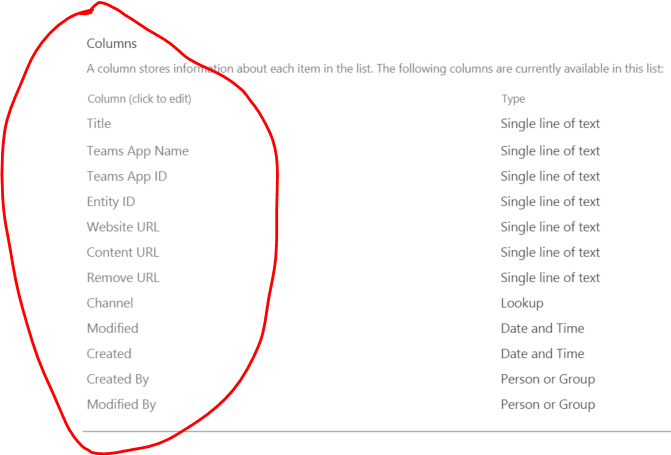 Columns
A column stores information about each item in the list. The following columns are currently available in this list:
Column (click to edit) Type
Title Single line of text
Teams App Name Single line of text
Teams App ID Single line of text
Entity ID Single line of text
Website URL Single line of text
Content URL Single line of text
Remove URL Single line of text
Channel Lookup
Modified Date and Time
Created Date and Time
Created By Person or Group
Modified By Person or Group